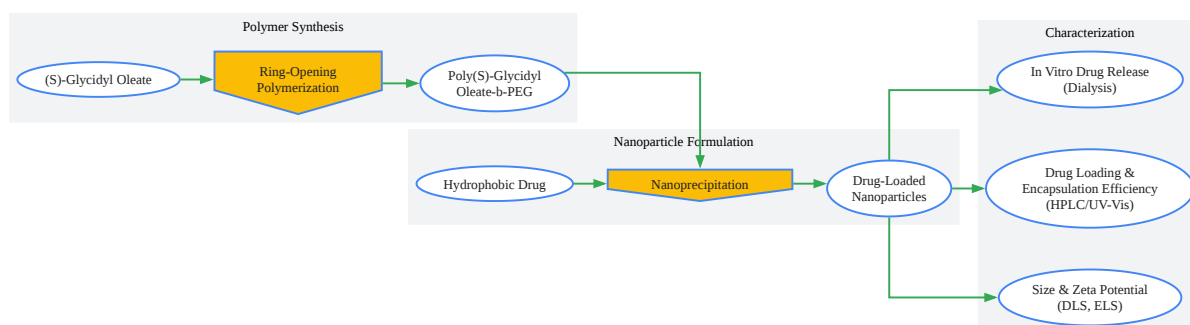 Polymer Synthesis
(S)-Glycidyl Oleate
Ring-Opening
Polymerization
Poly(S)-Glycidyl
Oleate-b-PEG
Nanoparticle Formulation
Hydrophobic Drug
Nanoprecipitation
Drug-Loaded
Nanoparticles
Characterization
In Vitro Drug Release
(Dialysis)
Drug Loading &
Encapsulation Efficiency
(HPLC/UV-Vis)
Size & Zeta Potential
(DLS, ELS)